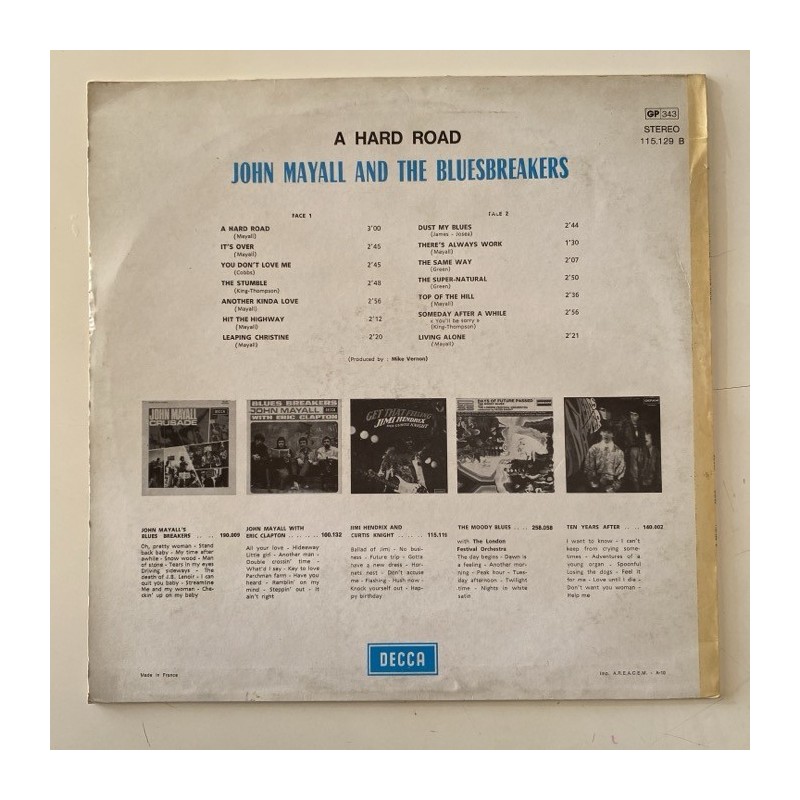 GP 343
STEREO
115.129 B
A HARD ROAD
JOHN MAYALL AND THE BLUESBREAKERS
FACE 1
A HARD ROAD 3'00
(Mayall)
IT'S OVER 2'45
(Mayall)
YOU DON'T LOVE ME 2'45
(Cobbs)
THE STUMBLE 2'48
(King-Thompson)
ANOTHER KINDA LOVE 2'56
(Mayall)
HIT THE HIGHWAY 2'12
(Mayall)
LEAPING CHRISTINE 2'20
(Mayall)
FACE 2
DUST MY BLUES 2'44
(James - Joses)
THERE'S ALWAYS WORK 1'30
(Mayall)
THE SAME WAY 2'07
(Green)
THE SUPER-NATURAL 2'50
(Green)
TOP OF THE HILL 2'36
(Mayall)
SOMEDAY AFTER A WHILE 2'56
« You'll be sorry »
(King-Thompson)
LIVING ALONE 2'21
(Mayall)
(Produced by : Mike Vernon)
JOHN MAYALL
CRUSADE
BLUES BREAKERS
JOHN MAYALL
WITH ERIC CLAPTON
GET THAT FEELING
JIMI HENDRIX
AND CURTIS KNIGHT
DAYS OF FUTURE PASSED
JOHN MAYALL'S
BLUES BREAKERS .... 190.009
Oh, pretty woman - Stand
back baby - My time after
awhile - Snow wood - Man
of stone - Tears in my eyes
Driving sideways - The
death of J.B. Lenoir - I can
quit you baby - Streamline
Me and my woman - Che-
ckin' up on my baby
JOHN MAYALL WITH
ERIC CLAPTON ......... 100.132
All your love - Hideeway
Little girl - Another man -
Double crossin' time -
What'd I say - Key to love
Parchman farm - Have you
heard - Ramblin' on my
mind - Steppin' out - It
ain't right
JIMI HENDRIX AND
CURTIS KNIGHT .... 115.115
Ballad of Jimi - No busi-
ness - Future trip - Gotta
have a new dress - Hor-
nets nest - Don't acuse
me - Flashing - Hush now -
Knock yourself out - Hap-
py birthday
THE MOODY BLUES .... 258.058
with The London
Festival Orchestra
The day begins - Dawn is
a feeling - Another mor-
ning - Peak hour - Tues-
day afternoon - Twilight
time - Nights in white
satin
TEN YEARS AFTER .... 140.002
I want to know - I can't
keep from crying some-
times - Adventures of a
young organ - Spoonful
Losing the dogs - Feel it
for me - Love until I die -
Don't want you woman -
Help me
DECCA
Made in France
Imp. A.R.E.A.C.E.M.